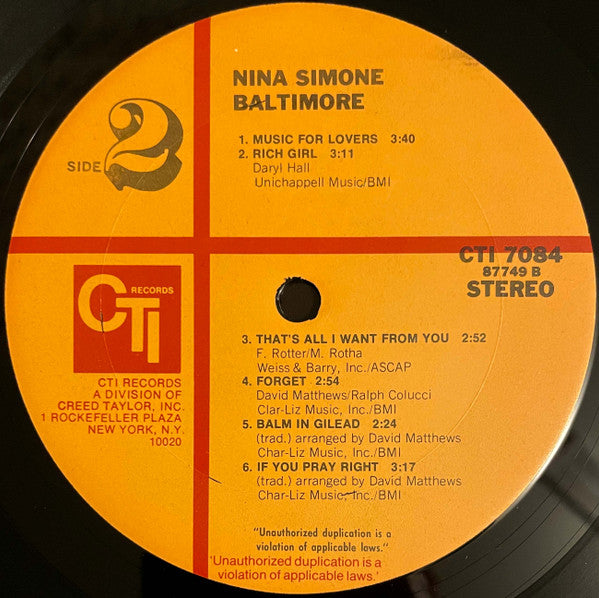 NINA SIMONE
BALTIMORE
SIDE 2
1. MUSIC FOR LOVERS 3:40
2. RICH GIRL 3:11
Daryl Hall
Unichappell Music/BMI
CTI 7084
87749 B
STEREO
CTI RECORDS
CTI RECORDS
A DIVISION OF
CREED TAYLOR, INC.
1 ROCKEFELLER PLAZA
NEW YORK, N.Y.
10020
3. THAT'S ALL I WANT FROM YOU 2:52
F. Rotter/M. Rotha
Weiss & Barry, Inc./ASCAP
4. FORGET 2:54
David Matthews/Ralph Colucci
Clar-Liz Music, Inc./BMI
5. BALM IN GILEAD 2:24
(trad.) arranged by David Matthews
Char-Liz Music, Inc./BMI
6. IF YOU PRAY RIGHT 3:17
(trad.) arranged by David Matthews
Char-Liz Music, Inc./BMI
"Unauthorized duplication is a
violation of applicable laws."
'Unauthorized duplication is a
violation of applicable laws.'